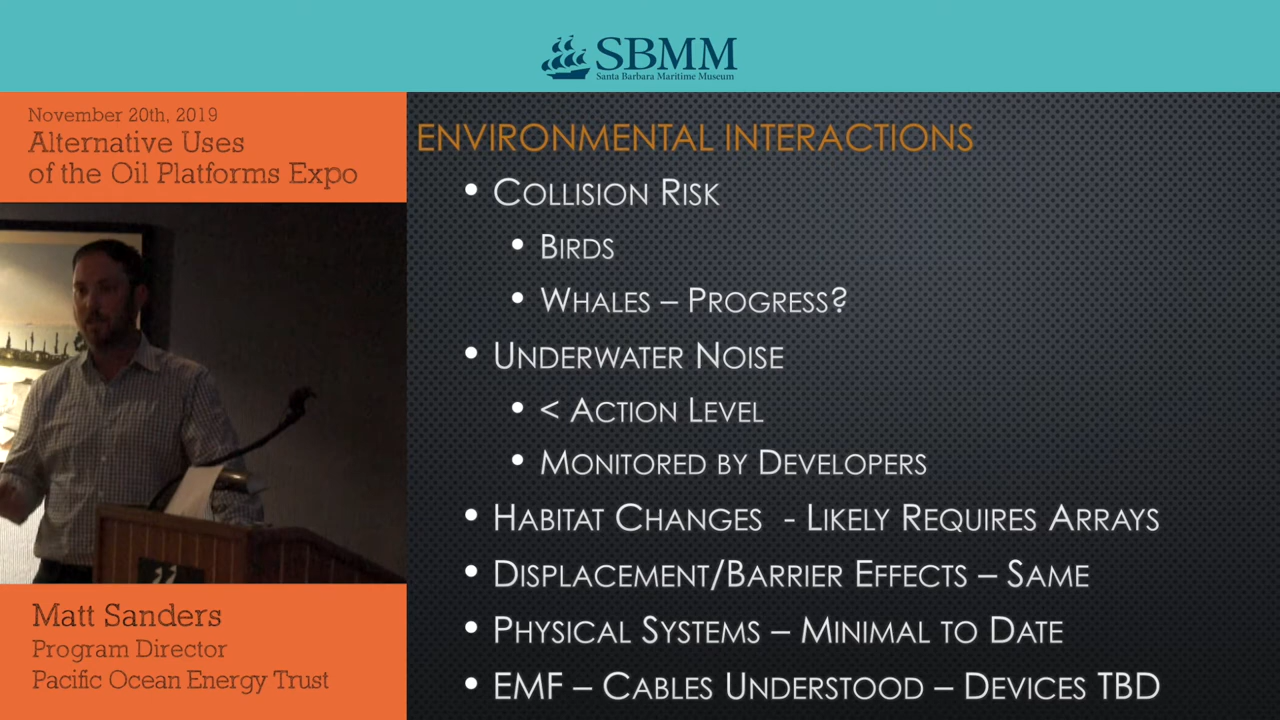 SBMM
Santa Barbara Maritime Museum
November 20th, 2019
Alternative Uses
of the Oil Platforms Expo
ENVIRONMENTAL INTERACTIONS
• COLLISION RISK
• BIRDS
• WHALES – PROGRESS?
• UNDERWATER NOISE
• < ACTION LEVEL
• MONITORED BY DEVELOPERS
• HABITAT CHANGES - LIKELY REQUIRES ARRAYS
• DISPLACEMENT/BARRIER EFFECTS – SAME
• PHYSICAL SYSTEMS – MINIMAL TO DATE
• EMF – CABLES UNDERSTOOD – DEVICES TBD
Matt Sanders
Program Director
Pacific Ocean Energy Trust